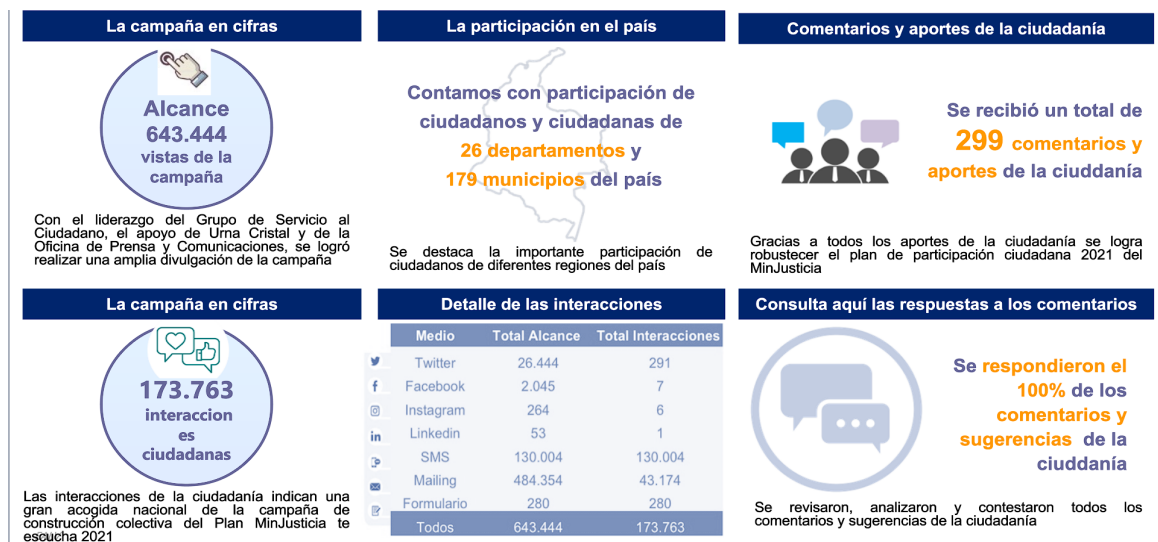 La campaña en cifras
Alcance
643.444
vistas de la
campaña
Con el liderazgo del Grupo de Servicio al
Ciudadano, el apoyo de Urna Cristal y de la
Oficina de Prensa y Comunicaciones, se logró
realizar una amplia divulgación de la campaña
La participación en el país
Contamos con participación de
ciudadanos y ciudadanas de
26 departamentos y
179 municipios del país
Se destaca la importante participación de
ciudadanos de diferentes regiones del país
Comentarios y aportes de la ciudadanía
Se recibió un total de
299 comentarios y
aportes de la ciuddanía
Gracias a todos los aportes de la ciudadanía se logra
robustecer el plan de participación ciudadana 2021 del
MinJusticia
La campaña en cifras
173.763
interaccion
es
ciudadanas
Las interacciones de la ciudadanía indican una
gran acogida nacional de la campaña de
construcción colectiva del Plan MinJusticia te
escucha 2021
Detalle de las interacciones
Medio Total Alcance Total Interacciones
Twitter 26.444 291
Facebook 2.045 7
Instagram 264 6
Linkedin 53 1
SMS 130.004 130.004
Mailing 484.354 43.174
Formulario 280 280
Todos 643.444 173.763
Consulta aquí las respuestas a los comentarios
Se respondieron el
100% de los
comentarios y
sugerencias de la
ciuddanía
Se revisaron, analizaron y contestaron todos los
comentarios y sugerencias de la ciudadanía